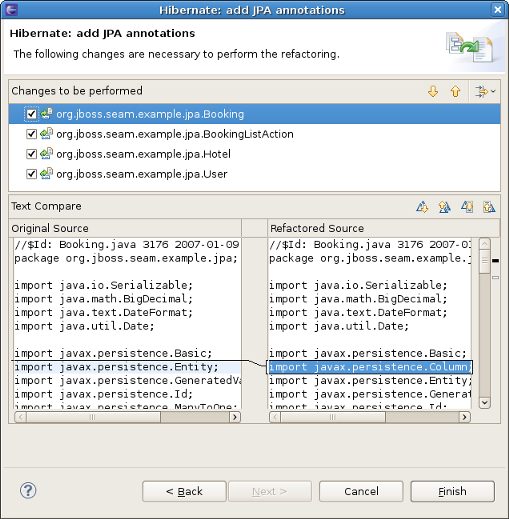 Hibernate: add JPA annotations
Hibernate: add JPA annotations
The following changes are necessary to perform the refactoring.
Changes to be performed
org.jboss.seam.example.jpa.Booking
org.jboss.seam.example.jpa.BookingListAction
org.jboss.seam.example.jpa.Hotel
org.jboss.seam.example.jpa.User
Text Compare
Original Source
//$Id: Booking.java 3176 2007-01-09
package org.jboss.seam.example.jpa;
import java.io.Serializable;
import java.math.BigDecimal;
import java.text.DateFormat;
import java.util.Date;
import javax.persistence.Basic;
import javax.persistence.Entity;
import javax.persistence.GeneratedVa
import javax.persistence.Id;
import javax.persistence.ManyToOne;
Refactored Source
//$Id: Booking.java 3176 2007-01
package org.jboss.seam.example.j
import java.io.Serializable;
import java.math.BigDecimal;
import java.text.DateFormat;
import java.util.Date;
import javax.persistence.Basic;
import javax.persistence.Column;
import javax.persistence.Entity;
import javax.persistence.Generat
import javax.persistence.Id;
< Back
Next >
Cancel
Finish